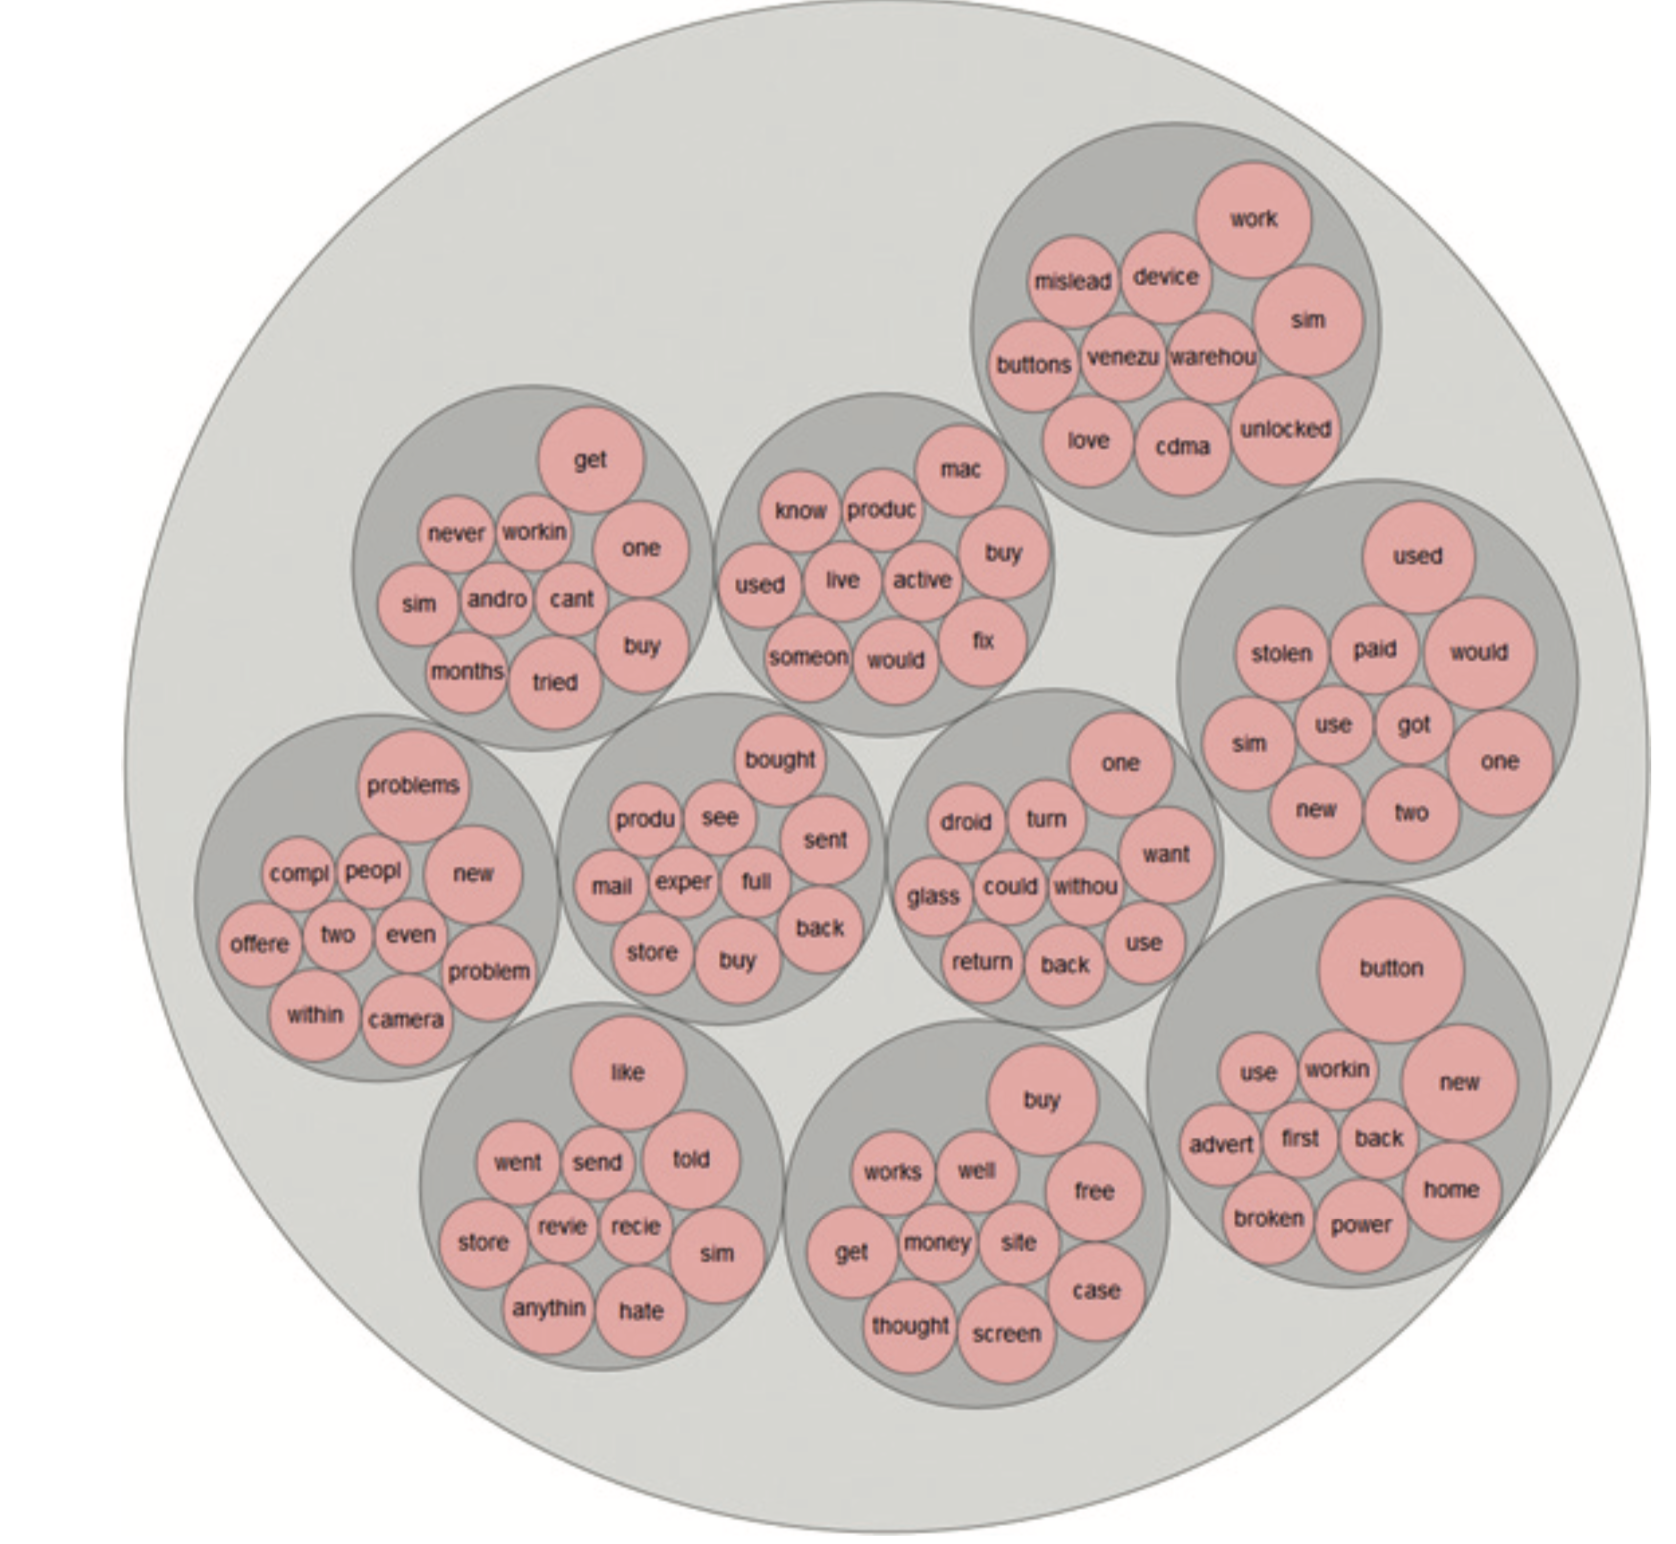 work
mislead
device
sim
buttons
venezu
warehou
love
cdma
unlocked
get
never
workin
one
sim
andro
cant
buy
months
tried
mac
know
produc
buy
used
live
active
someon
would
fix
used
stolen
paid
would
sim
use
got
one
new
two
problems
compl
peopl
new
offere
two
even
problem
within
camera
bought
produ
see
sent
mail
exper
full
back
store
buy
one
droid
turn
want
glass
could
withou
use
return
back
button
use
workin
new
advert
first
back
home
broken
power
like
went
send
told
store
revie
recie
sim
anythin
hate
buy
works
well
free
get
money
site
case
thought
screen